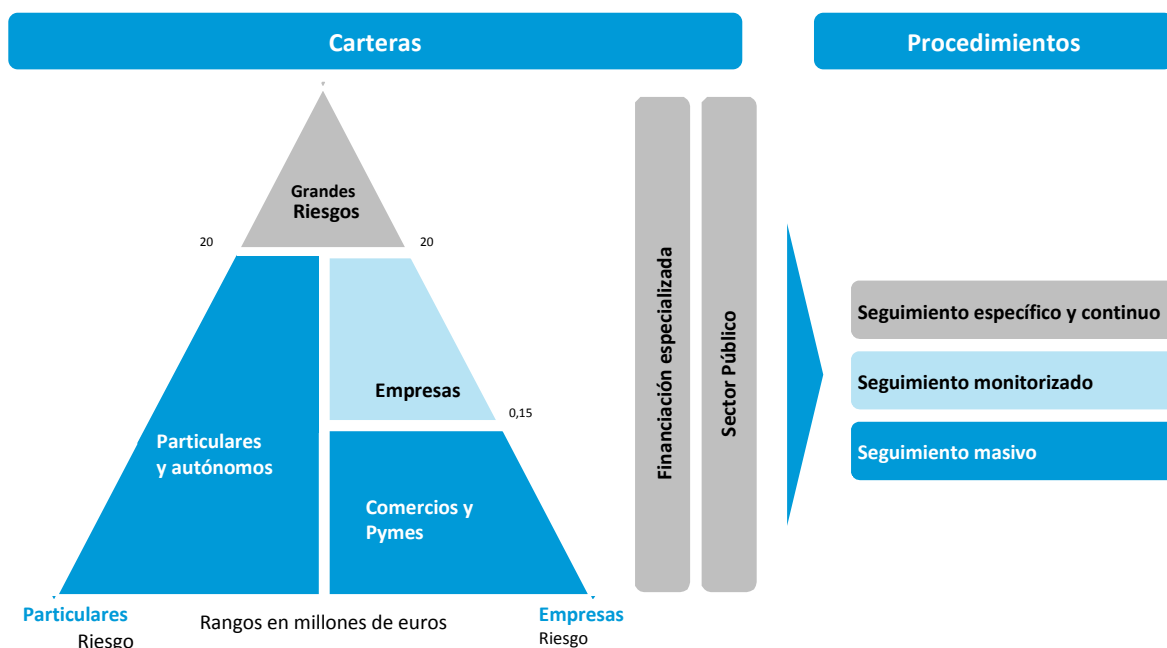 Carteras
Procedimientos
Grandes
Riesgos
20
20
Empresas
0,15
Particulares
y autónomos
Comercios y
Pymes
Particulares
Riesgo
Rangos en millones de euros
Empresas
Riesgo
Financiación especializada
Sector Público
Seguimiento específico y continuo
Seguimiento monitorizado
Seguimiento masivo